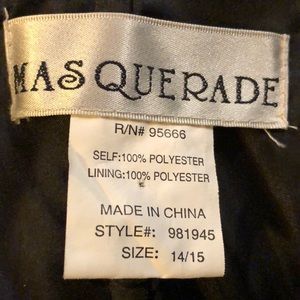 MASQUERADE
R/N# 95666
SELF:100% POLYESTER
LINING:100% POLYESTER
MADE IN CHINA
STYLE#: 981945
SIZE: 14/15